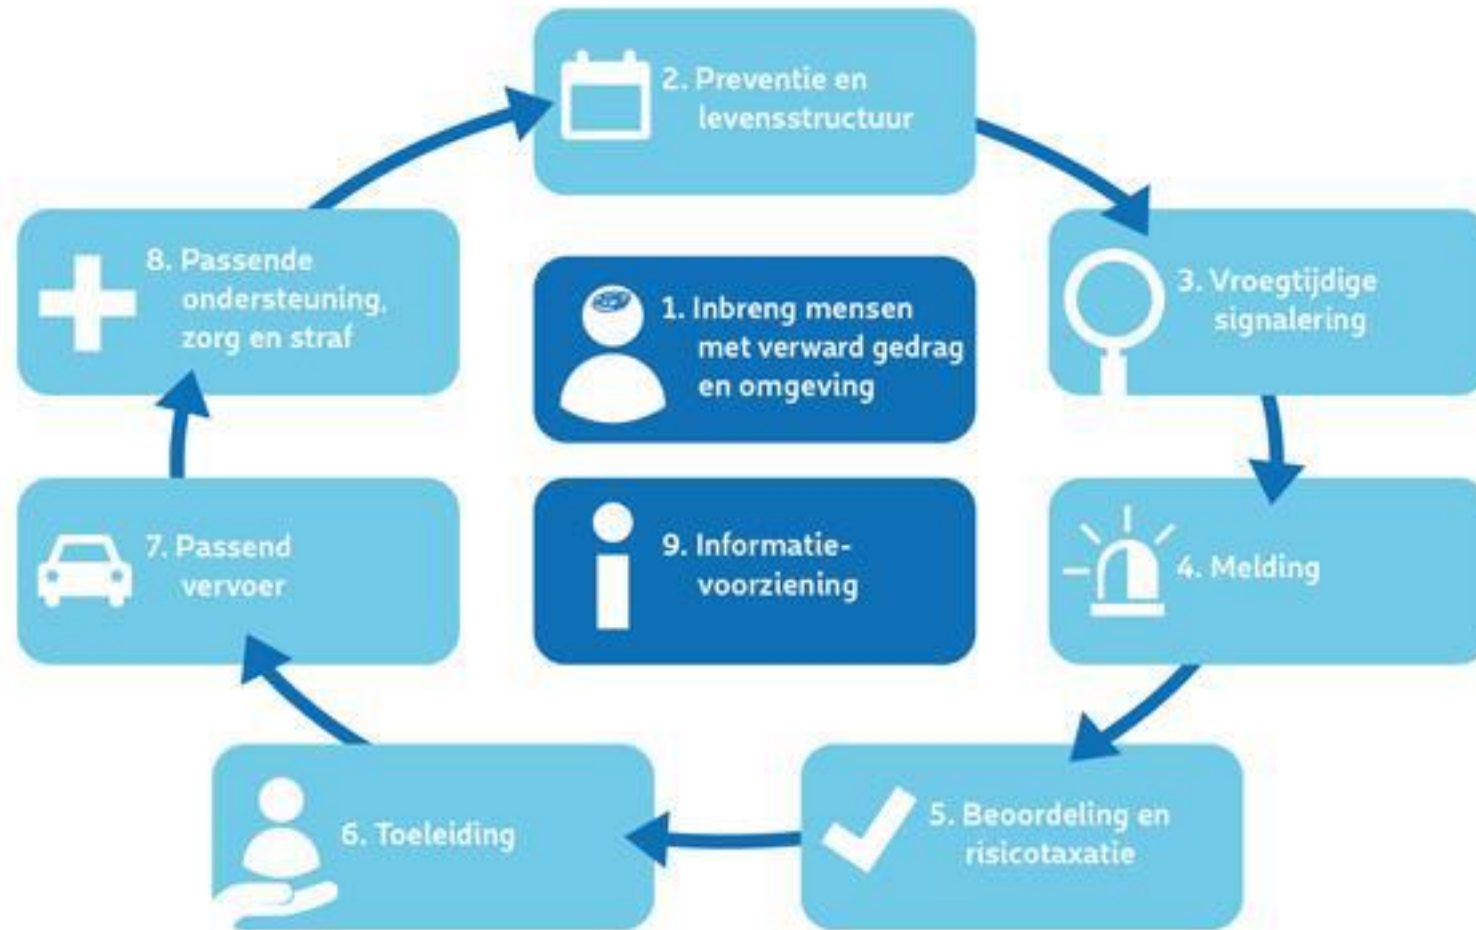 2. Preventie en
levensstructuur
8. Passende
ondersteuning,
zorg en straf
1. Inbreng mensen
met verward gedrag
en omgeving
3. Vroegtijdige
signalering
7. Passend
vervoer
9. Informatie-
voorziening
4. Melding
6. Toeleiding
5. Beoordeling en
risicotaxatie